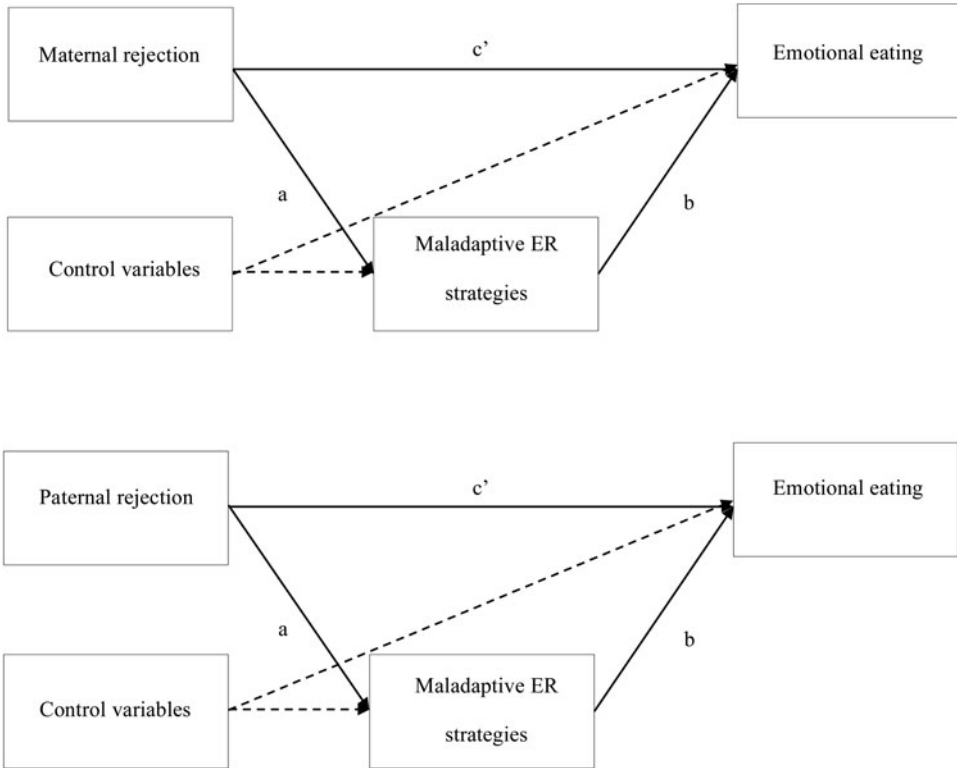 Maternal rejection
c’
Emotional eating
a
b
Control variables
Maladaptive ER
strategies
Paternal rejection
c’
Emotional eating
a
b
Control variables
Maladaptive ER
strategies